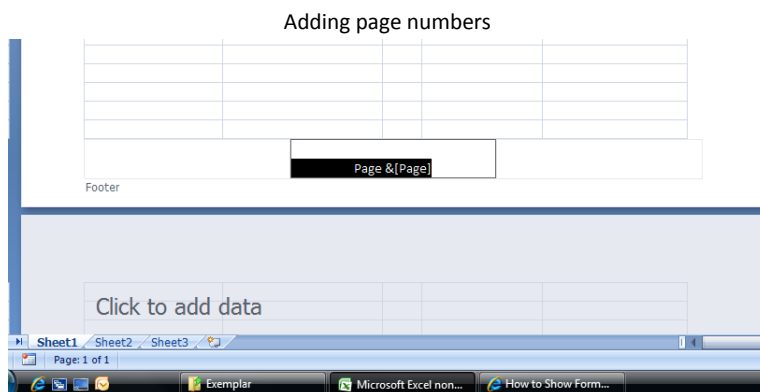 Adding page numbers
Page &[Page]
Footer
Click to add data
Sheet1 Sheet2 Sheet3
Page: 1 of 1
Exemplar Microsoft Excel non... How to Show Form...